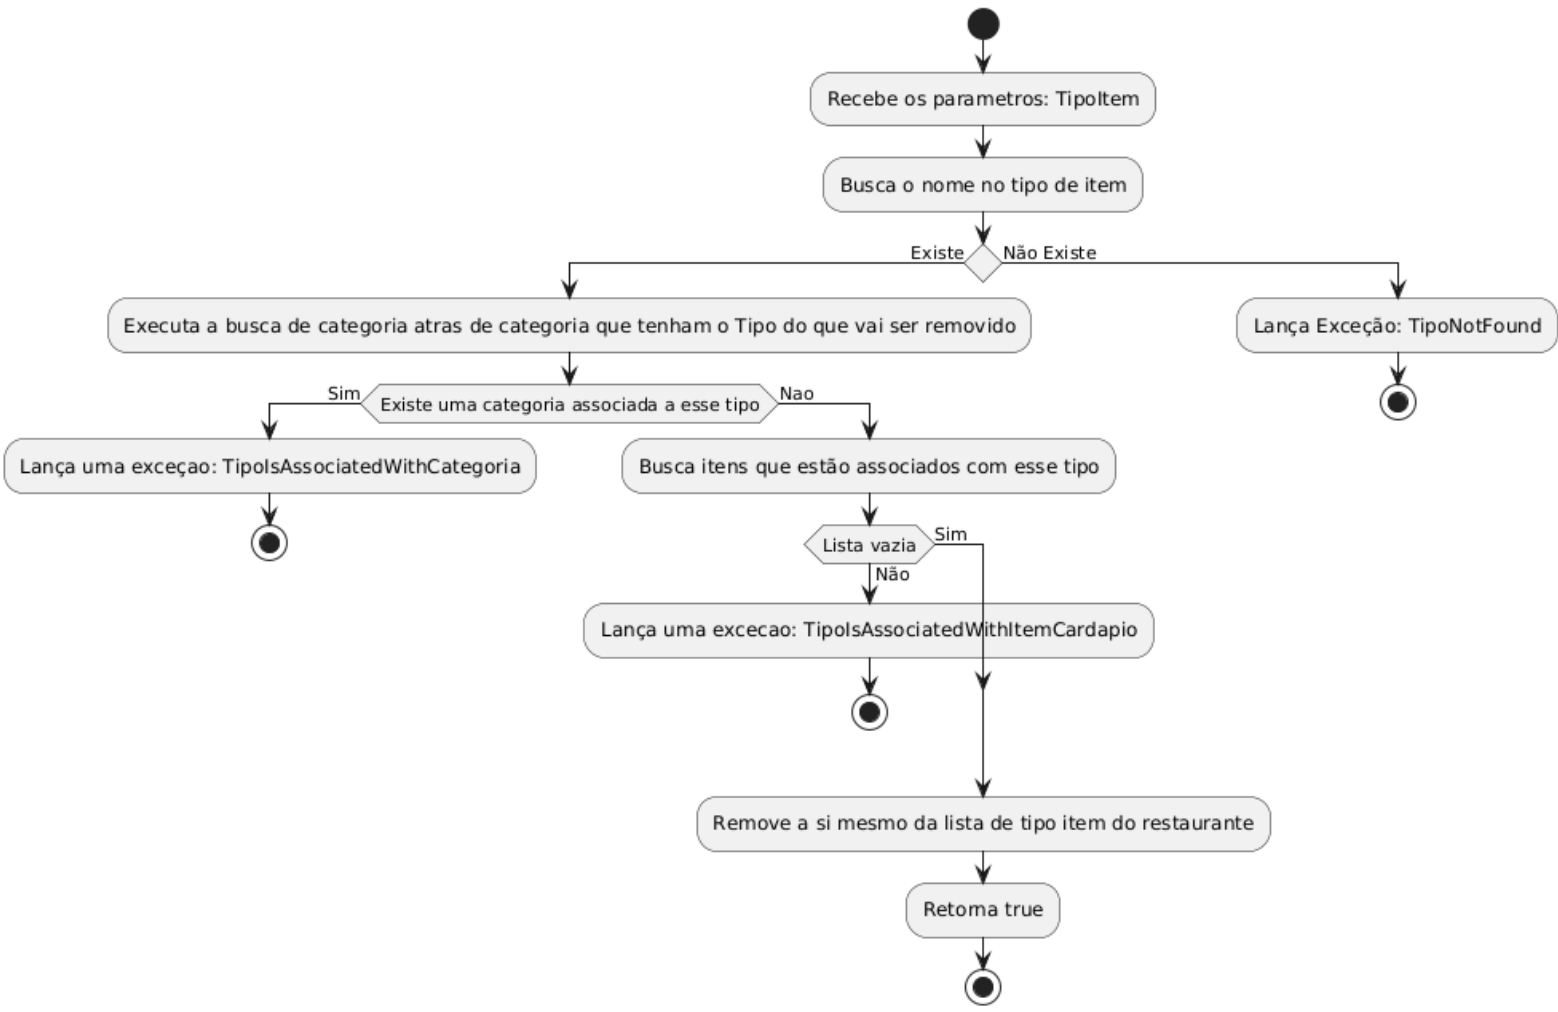 Recebe os parametros: TipoItem
Busca o nome no tipo de item
Existe
Não Existe
Executa a busca de categoria atras de categoria que tenham o Tipo do que vai ser removido
Lança Exceção: TipoNotFound
Sim
Existe uma categoria associada a esse tipo
Nao
Lança uma exceçao: TipoIsAssociatedWithCategoria
Busca itens que estão associados com esse tipo
Lista vazia
Sim
Não
Lança uma excecao: TipoIsAssociatedWithItemCardapio
Remove a si mesmo da lista de tipo item do restaurante
Retorna true